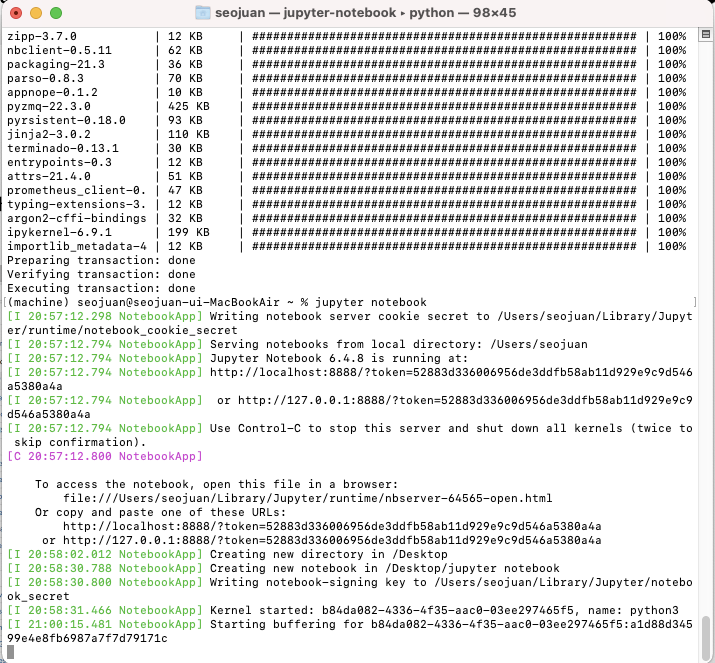 seojuan — jupyter-notebook ▸ python — 98×45
zipp-3.7.0 | 12 KB | ####################################################### | 100%
nbclient-0.5.11 | 62 KB | ####################################################### | 100%
packaging-21.3 | 36 KB | ####################################################### | 100%
parso-0.8.3 | 70 KB | ####################################################### | 100%
appnope-0.1.2 | 10 KB | ####################################################### | 100%
pyzmq-22.3.0 | 425 KB | ####################################################### | 100%
pyrsistent-0.18.0 | 93 KB | ####################################################### | 100%
jinja2-3.0.2 | 110 KB | ####################################################### | 100%
terminado-0.13.1 | 30 KB | ####################################################### | 100%
entrypoints-0.3 | 12 KB | ####################################################### | 100%
attrs-21.4.0 | 51 KB | ####################################################### | 100%
prometheus_client-0. | 47 KB | ####################################################### | 100%
typing-extensions-3. | 12 KB | ####################################################### | 100%
argon2-cffi-bindings | 32 KB | ####################################################### | 100%
ipykernel-6.9.1 | 199 KB | ####################################################### | 100%
importlib_metadata-4 | 12 KB | ####################################################### | 100%
Preparing transaction: done
Verifying transaction: done
Executing transaction: done
[(machine) seojuan@seojuan-ui-MacBookAir ~ % jupyter notebook ]
[I 20:57:12.298 NotebookApp] Writing notebook server cookie secret to /Users/seojuan/Library/Jupyt
er/runtime/notebook_cookie_secret
[I 20:57:12.794 NotebookApp] Serving notebooks from local directory: /Users/seojuan
[I 20:57:12.794 NotebookApp] Jupyter Notebook 6.4.8 is running at:
[I 20:57:12.794 NotebookApp] http://localhost:8888/?token=52883d336006956de3ddfb58ab11d929e9c9d546
a5380a4a
[I 20:57:12.794 NotebookApp]  or http://127.0.0.1:8888/?token=52883d336006956de3ddfb58ab11d929e9c9
d546a5380a4a
[I 20:57:12.794 NotebookApp] Use Control-C to stop this server and shut down all kernels (twice to
 skip confirmation).
[C 20:57:12.800 NotebookApp]
To access the notebook, open this file in a browser:
file:///Users/seojuan/Library/Jupyter/runtime/nbserver-64565-open.html
Or copy and paste one of these URLs:
http://localhost:8888/?token=52883d336006956de3ddfb58ab11d929e9c9d546a5380a4a
or http://127.0.0.1:8888/?token=52883d336006956de3ddfb58ab11d929e9c9d546a5380a4a
[I 20:58:02.012 NotebookApp] Creating new directory in /Desktop
[I 20:58:30.788 NotebookApp] Creating new notebook in /Desktop/jupyter notebook
[I 20:58:30.800 NotebookApp] Writing notebook-signing key to /Users/seojuan/Library/Jupyter/notebo
ok_secret
[I 20:58:31.466 NotebookApp] Kernel started: b84da082-4336-4f35-aac0-03ee297465f5, name: python3
[I 21:00:15.481 NotebookApp] Starting buffering for b84da082-4336-4f35-aac0-03ee297465f5:a1d88d345
99e4e8fb6987a7f7d79171c